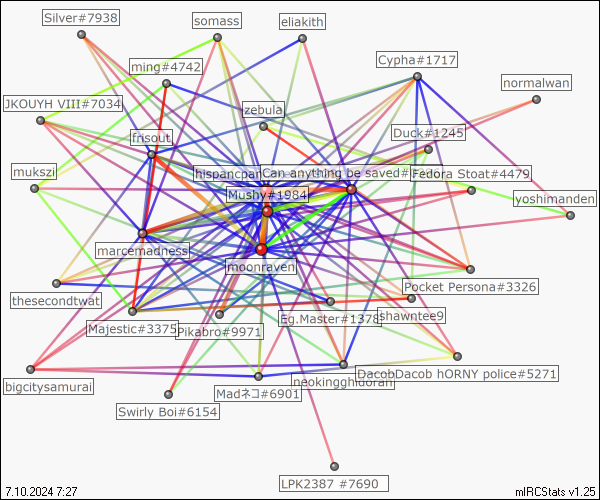 Silver#7938
somass
eliakith
Cypha#1717
ming#4742
normalwan
JKOUYH VIII#7034
zebula
Duck#1245
frisout
mukszi
hispancpar
Can anything be saved#
Fedora Stoat#4479
Mushy#1984
yoshimanden
marcemadness
moonraven
Pocket Persona#3326
thesecondtwat
Eg.Master#1378
shawntee9
Majestic#3375
Pikabro#9971
DacobDacob hORNY police#5271
neokingghidorah
bigcitysamurai
Madネコ#6901
Swirly Boi#6154
LPK2387 #7690
7.10.2024 7:27
mIRCStats v1.25